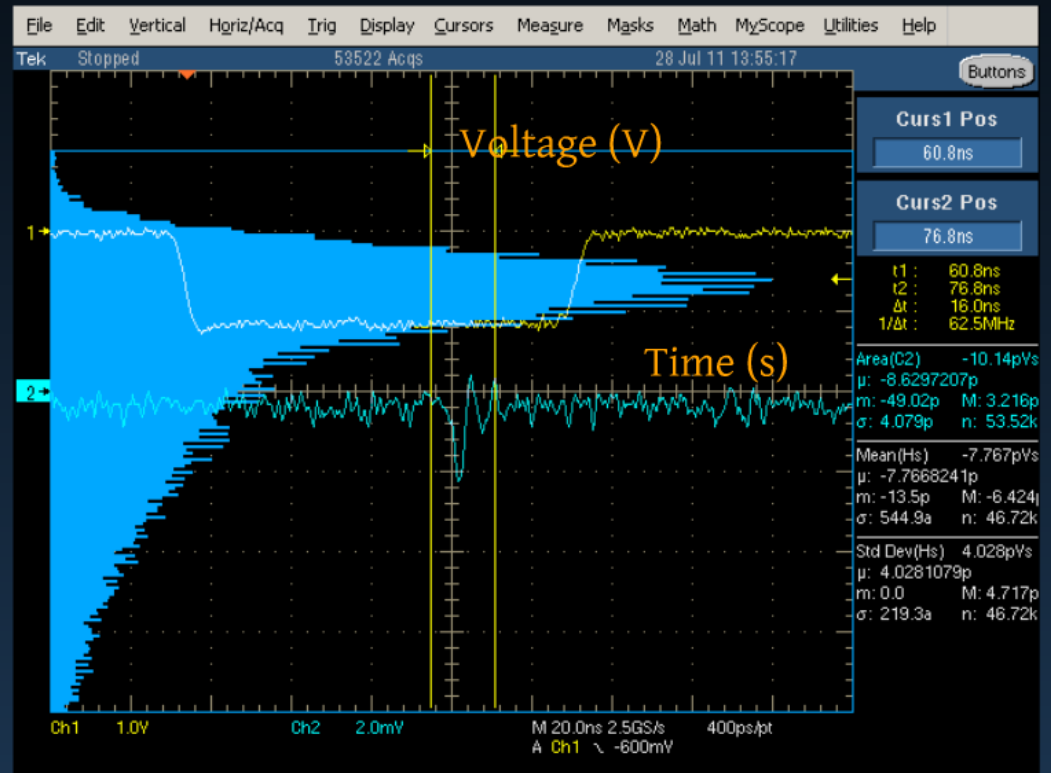 File Edit Vertical Horiz/Acq Trig Display Cursors Measure Masks Math MyScope Utilities Help
Tek Stopped 53522 Acqs 28 Jul 11 13:55:17
Buttons
Curs1 Pos
60.8ns
Curs2 Pos
76.8ns
t1 : 60.8ns
t2 : 76.8ns
Δt : 16.0ns
1/Δt : 62.5MHz
Area(C2) -10.14pVs
μ: -8.6297207p
m: -49.02p M: 3.216p
σ: 4.079p n: 53.52k
Mean(Hs) -7.767pVs
μ: -7.7668241p
m: -13.5p M: -6.424
σ: 544.9a n: 46.72k
Std Dev(Hs) 4.028pVs
μ: 4.0281079p
m: 0.0 M: 4.717p
σ: 219.3a n: 46.72k
Voltage (V)
1
Time (s)
2
Ch1 1.0V Ch2 2.0mV M 20.0ns 2.5GS/s 400ps/pt
A Ch1 -600mV